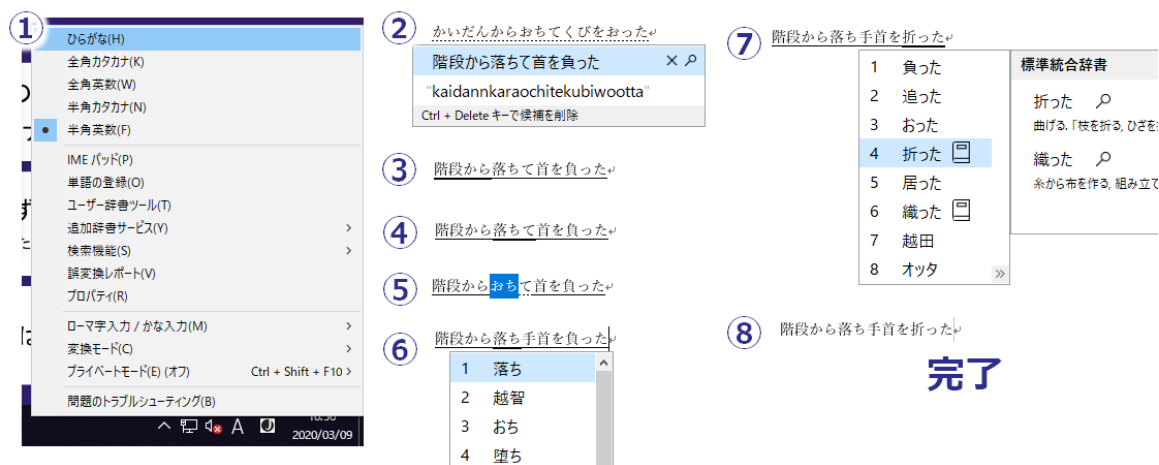 ①
ひらがな(H)
全角カタカナ(K)
全角英数(W)
半角カタカナ(N)
半角英数(F)
IME パッド(P)
単語の登録(O)
ユーザー辞書ツール(T)
追加辞書サービス(Y)
検索機能(S)
誤変換レポート(V)
プロパティ(R)
ローマ字入力 / かな入力(M)
変換モード(C)
プライベートモード(E) (オフ) Ctrl + Shift + F10
問題のトラブルシューティング(B)
A
2020/03/09
②
かいだんからおちてくびをおった
階段から落ちて首を負った
"kaidannkaraochitekubiwootta"
Ctrl + Delete キーで候補を削除
③
階段から落ちて首を負った
④
階段から落ちて首を負った
⑤
階段からおちて首を負った
⑥
階段から落ち手首を負った
1 落ち
2 越智
3 おち
4 堕ち
⑦
階段から落ち手首を折った
1 負った
2 追った
3 おった
4 折った
5 居った
6 織った
7 越田
8 オッタ
標準統合辞書
折った
曲げる. 「枝を折る, ひざを
織った
糸から布を作る, 組み立て
⑧
階段から落ち手首を折った
完了